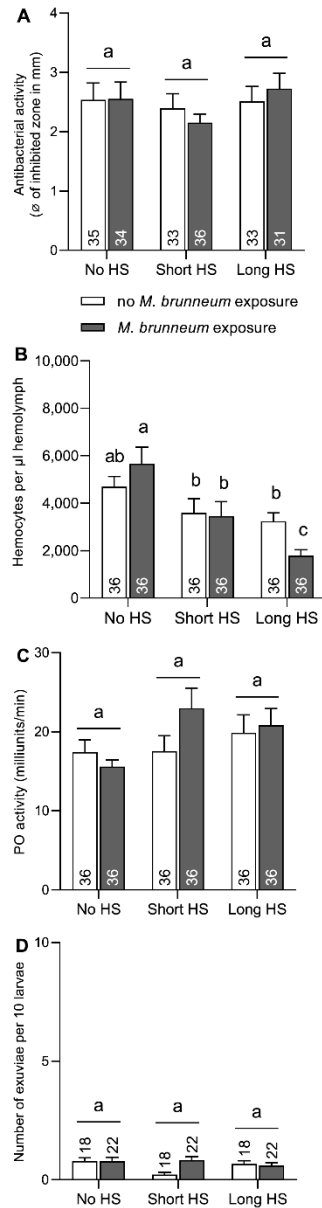 A
Antibacterial activity
(ø of inhibited zone in mm)
4
3
2
1
0
a
a
a
35
34
33
36
33
31
No HS
Short HS
Long HS
no M. brunneum exposure
M. brunneum exposure
B
Hemocytes per µl hemolymph
10,000
8,000
6,000
4,000
2,000
0
ab
a
b
b
b
c
36
36
36
36
36
36
No HS
Short HS
Long HS
C
PO activity (milliunits/min)
30
20
10
0
a
a
a
36
36
36
36
36
36
No HS
Short HS
Long HS
D
Number of exuviae per 10 larvae
10
5
0
a
a
a
18
22
18
22
18
22
No HS
Short HS
Long HS